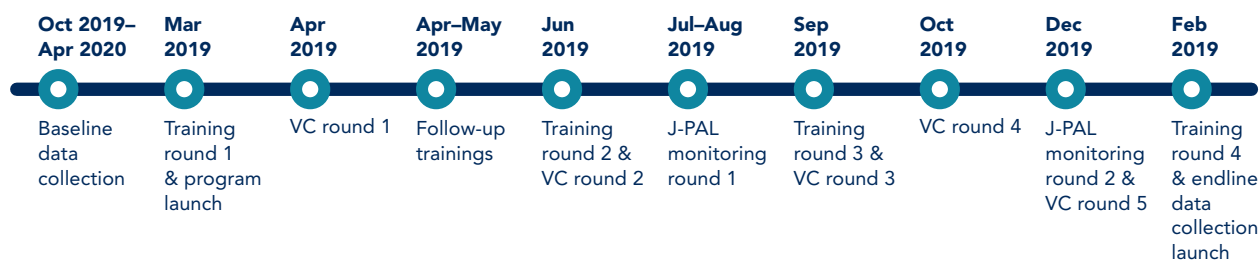 Oct 2019–
Apr 2020
Mar
2019
Apr
2019
Apr–May
2019
Jun
2019
Jul–Aug
2019
Sep
2019
Oct
2019
Dec
2019
Feb
2019
Baseline
data
collection
Training
round 1
& program
launch
VC round 1
Follow-up
trainings
Training
round 2 &
VC round 2
J-PAL
monitoring
round 1
Training
round 3 &
VC round 3
VC round 4
J-PAL
monitoring
round 2 &
VC round 5
Training
round 4
& endline
data
collection
launch